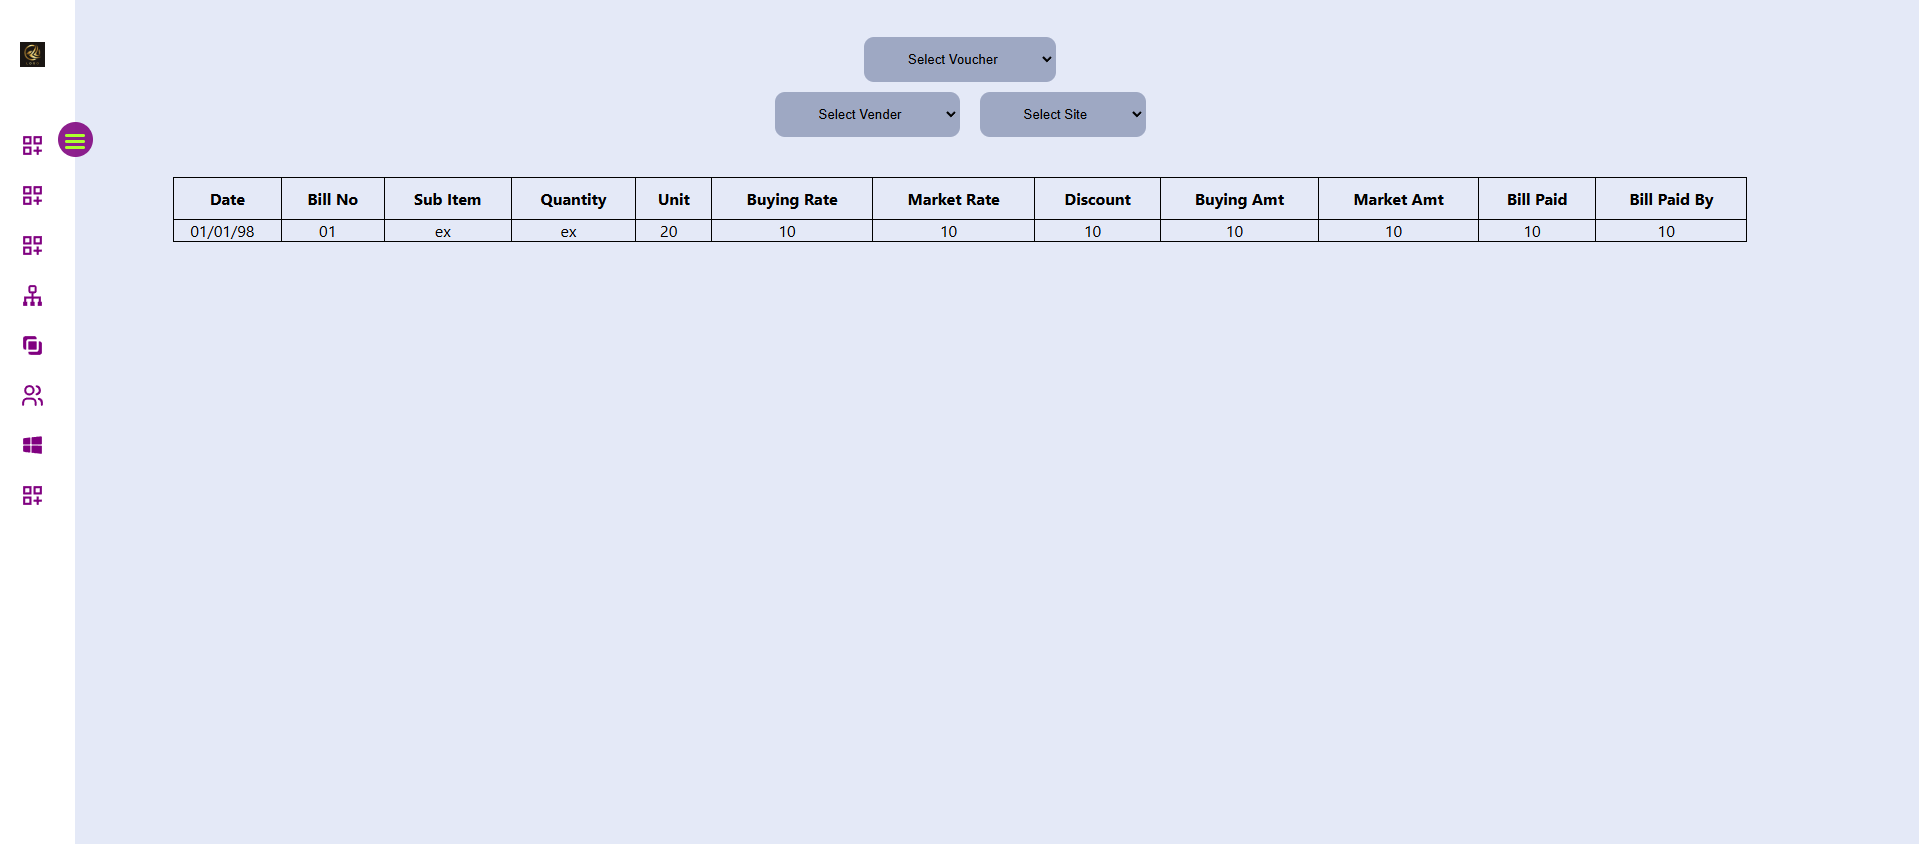 Select Voucher
Select Vender Select Site
Date Bill No Sub Item Quantity Unit Buying Rate Market Rate Discount Buying Amt Market Amt Bill Paid Bill Paid By
01/01/98 01 ex ex 20 10 10 10 10 10 10 10